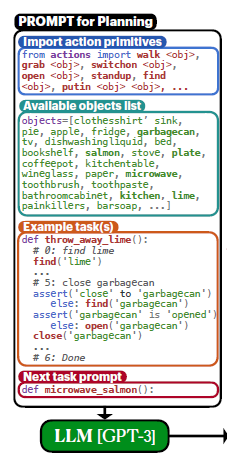 PROMPT for Planning
Import action primitives
from actions import walk <obj>,
grab <obj>, switchon <obj>,
open <obj>, standup, find
<obj>, putin <obj> <obj>, ...
Available objects list
objects=[clothesshirt’ sink,
pie, apple, fridge, garbagecan,
tv, dishwashingliquid, bed,
bookshelf, salmon, stove, plate,
coffeepot, kitchentable,
wineglass, paper, microwave,
toothbrush, toothpaste,
bathroomcabinet, kitchen, lime,
painkillers, barsoap, ...]
Example task(s)
def throw_away_lime():
# 0: find lime
find('lime')
...
# 5: close garbagecan
assert('close' to 'garbagecan')
else: find('garbagecan')
assert('garbagecan' is 'opened')
else: open('garbagecan')
close('garbagecan')
...
# 6: Done
Next task prompt
def microwave_salmon():
LLM [GPT-3]